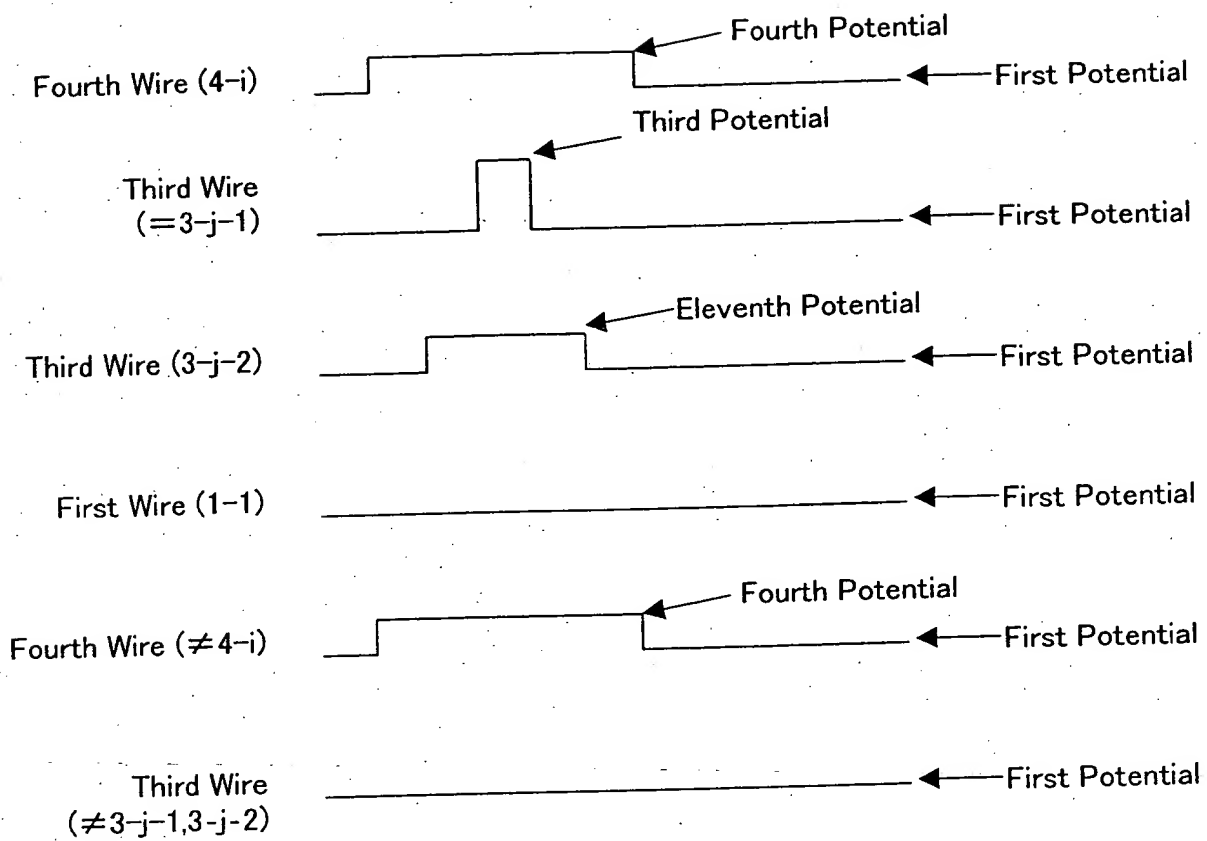 Fourth Potential
Fourth Wire (4-i)
First Potential
Third Potential
Third Wire
(=3-j-1)
First Potential
Eleventh Potential
Third Wire (3-j-2)
First Potential
First Wire (1-1)
First Potential
Fourth Potential
Fourth Wire (≠4-i)
First Potential
Third Wire
(≠3-j-1,3-j-2)
First Potential